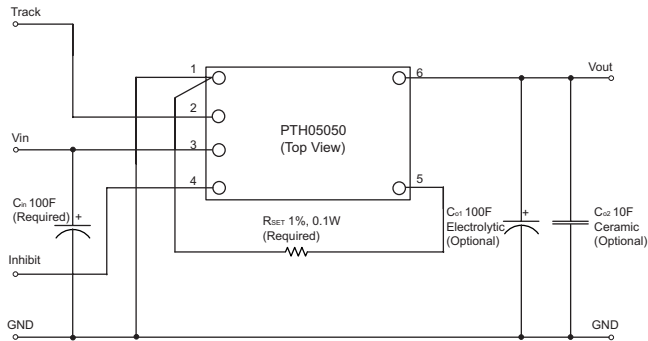 Track
1
6
Vout
2
PTH05050
(Top View)
Vin
3
4
5
Cin 100F
(Required)
+
RSET 1%, 0.1W
(Required)
Co1 100F
Electrolytic
(Optional)
+
Co2 10F
Ceramic
(Optional)
Inhibit
GND
GND